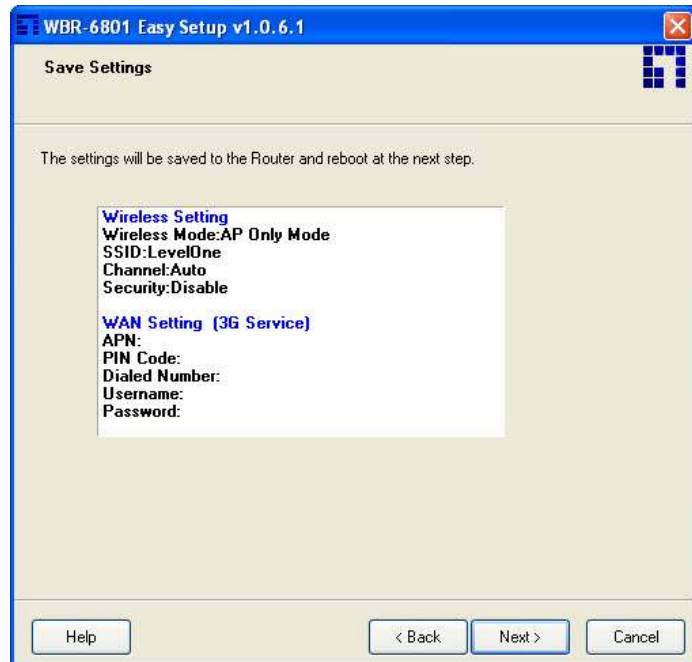 WBR-6801 Easy Setup v1.0.6.1
Save Settings
The settings will be saved to the Router and reboot at the next step.
Wireless Setting
Wireless Mode:AP Only Mode
SSID:LevelOne
Channel:Auto
Security:Disable
WAN Setting (3G Service)
APN:
PIN Code:
Dialed Number:
Username:
Password:
Help
< Back
Next >
Cancel